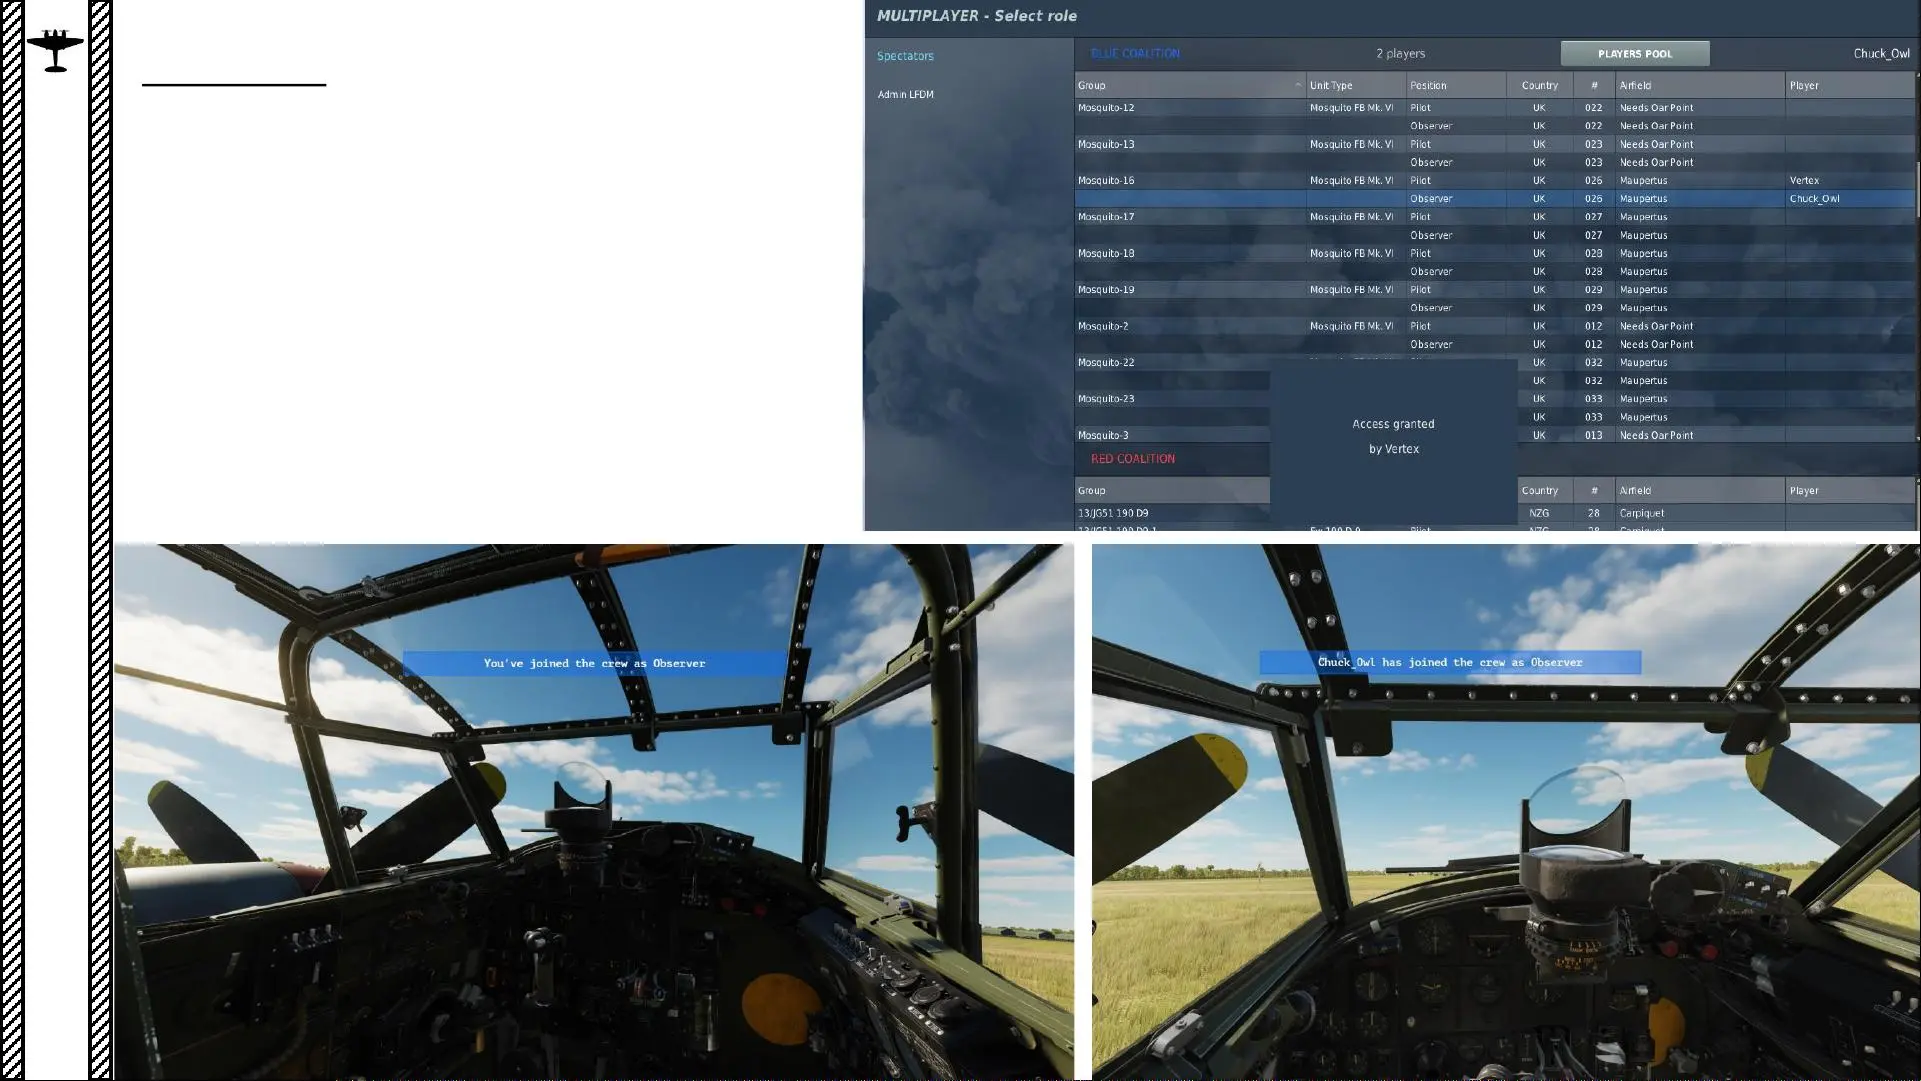 MULTIPLAYER - Select role
Spectators
Admin LFDM
BLUE COALITION 2 players PLAYERS POOL Chuck_Owl
Group Unit Type Position Country # Airfield Player
Mosquito-12 Mosquito FB Mk. VI Pilot UK 022 Needs Oar Point
Observer UK 022 Needs Oar Point
Mosquito-13 Mosquito FB Mk. VI Pilot UK 023 Needs Oar Point
Observer UK 023 Needs Oar Point
Mosquito-16 Mosquito FB Mk. VI Pilot UK 026 Maupertus Vertex
Observer UK 026 Maupertus Chuck_Owl
Mosquito-17 Mosquito FB Mk. VI Pilot UK 027 Maupertus
Observer UK 027 Maupertus
Mosquito-18 Mosquito FB Mk. VI Pilot UK 028 Maupertus
Observer UK 028 Maupertus
Mosquito-19 Mosquito FB Mk. VI Pilot UK 029 Maupertus
Observer UK 029 Maupertus
Mosquito-2 Mosquito FB Mk. VI Pilot UK 012 Needs Oar Point
Observer UK 012 Needs Oar Point
Mosquito-22 UK 032 Maupertus
UK 032 Maupertus
Mosquito-23 UK 033 Maupertus
UK 033 Maupertus
Mosquito-3 UK 013 Needs Oar Point
Access granted
by Vertex
RED COALITION
Group Country # Airfield Player
13/JG51 190 D9 NZG 28 Carpiquet
You've joined the crew as Observer
Chuck_Owl has joined the crew as Observer